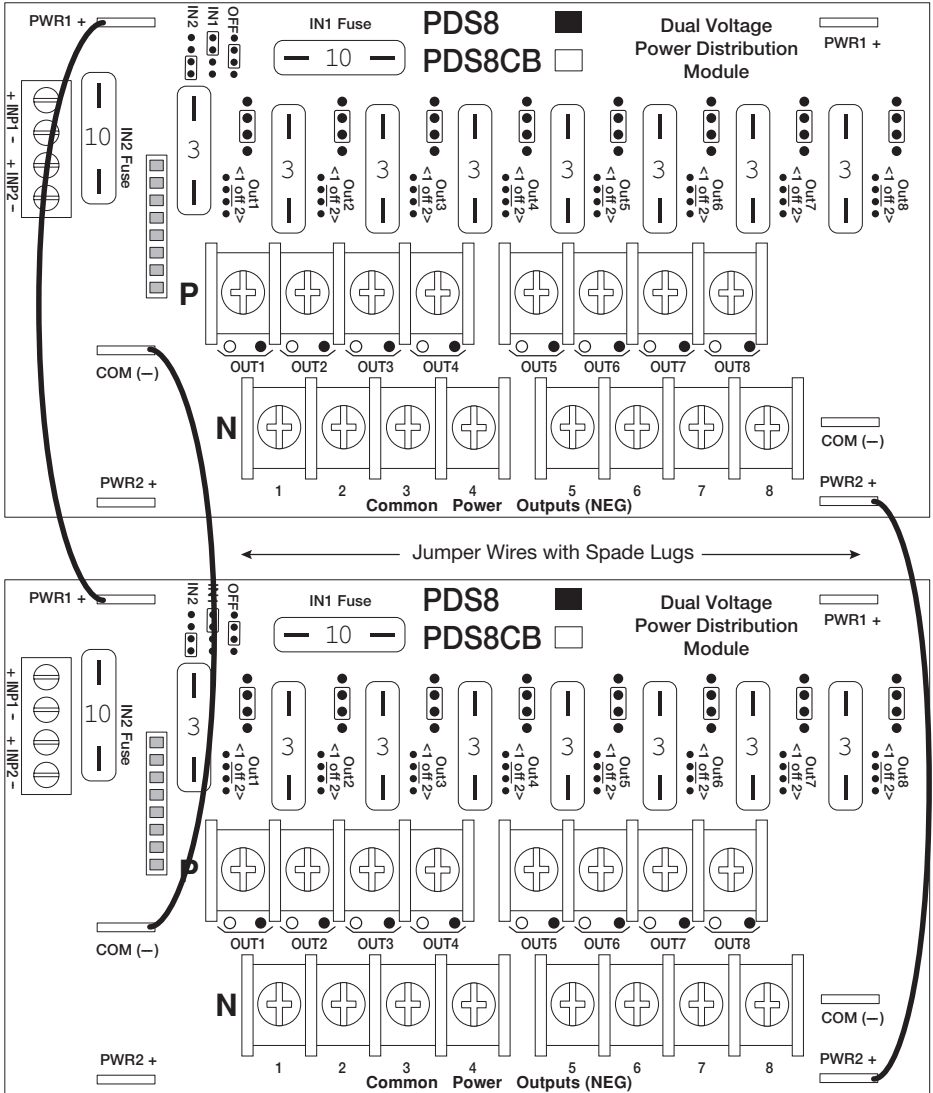 PWR1 +
IN2
IN1
OFF
IN1 Fuse
10
PDS8
PDS8CB
Dual Voltage
Power Distribution
Module
PWR1 +
+ INP1 - + INP2 -
10
IN2 Fuse
3
3
3
3
3
3
3
3
Out1
<1 off 2>
Out2
<1 off 2>
Out3
<1 off 2>
Out4
<1 off 2>
Out5
<1 off 2>
Out6
<1 off 2>
Out7
<1 off 2>
Out8
<1 off 2>
P
OUT1 OUT2 OUT3 OUT4 OUT5 OUT6 OUT7 OUT8
COM (—)
N
COM (—)
PWR2 +
PWR2 +
1 2 3 4 5 6 7 8
Common Power Outputs (NEG)
Jumper Wires with Spade Lugs
PWR1 +
IN2
IN1
OFF
IN1 Fuse
10
PDS8
PDS8CB
Dual Voltage
Power Distribution
Module
PWR1 +
+ INP1 - + INP2 -
10
IN2 Fuse
3
3
3
3
3
3
3
3
Out1
<1 off 2>
Out2
<1 off 2>
Out3
<1 off 2>
Out4
<1 off 2>
Out5
<1 off 2>
Out6
<1 off 2>
Out7
<1 off 2>
Out8
<1 off 2>
P
OUT1 OUT2 OUT3 OUT4 OUT5 OUT6 OUT7 OUT8
COM (—)
N
COM (—)
PWR2 +
PWR2 +
1 2 3 4 5 6 7 8
Common Power Outputs (NEG)